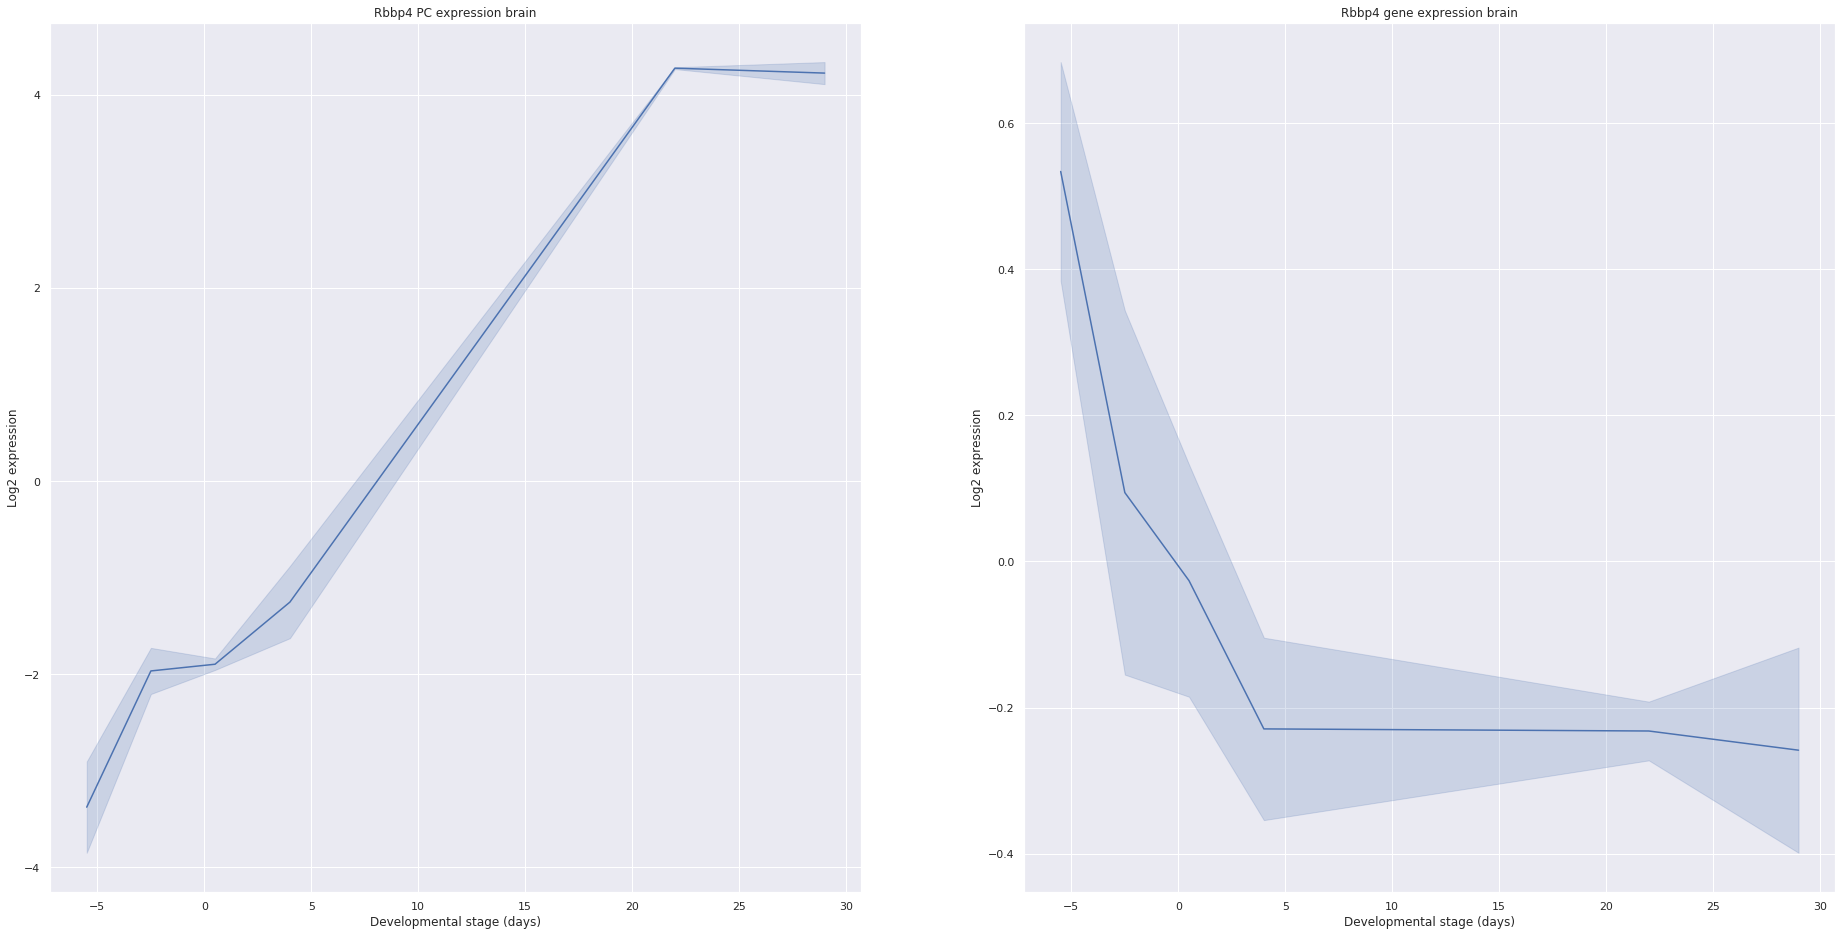 Rbbp4 PC expression brain
Log2 expression
4
2
0
−2
−4
−5 0 5 10 15 20 25 30
Developmental stage (days)
Rbbp4 gene expression brain
Log2 expression
0.6
0.4
0.2
0.0
−0.2
−0.4
−5 0 5 10 15 20 25 30
Developmental stage (days)